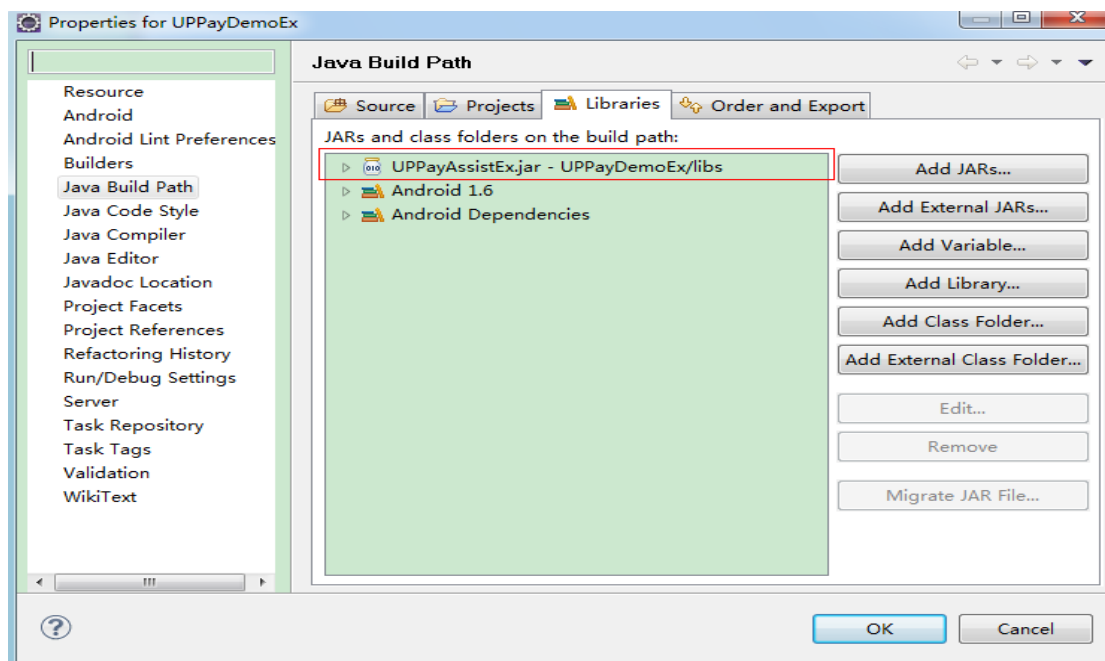 Properties for UPPayDemoEx
Java Build Path
Resource
Android
Android Lint Preferences
Builders
Java Build Path
Java Code Style
Java Compiler
Java Editor
Javadoc Location
Project Facets
Project References
Refactoring History
Run/Debug Settings
Server
Task Repository
Task Tags
Validation
WikiText
Source
Projects
Libraries
Order and Export
JARs and class folders on the build path:
UPPayAssistEx.jar - UPPayDemoEx/libs
Android 1.6
Android Dependencies
Add JARs...
Add External JARs...
Add Variable...
Add Library...
Add Class Folder...
Add External Class Folder...
Edit...
Remove
Migrate JAR File...
OK
Cancel